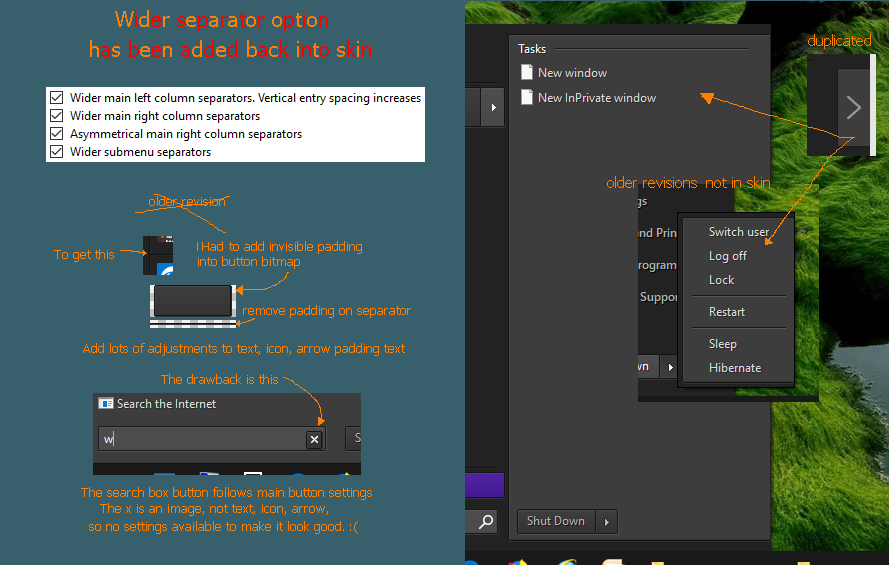 Wider separator option
has been added back into skin
Wider main left column separators. Vertical entry spacing increases
Wider main right column separators
Asymmetrical main right column separators
Wider submenu separators
older revision
To get this
I Had to add invisible padding
into button bitmap
remove padding on separator
Add lots of adjustments to text, icon, arrow padding text
The drawback is this
Search the Internet
w
S
The search box button follows main button settings
The x is an image, not text, icon, arrow,
so no settings available to make it look good. :(
Tasks
New window
New InPrivate window
duplicated
older revisions not in skin
gs
and Prin
rogram
Suppo
wn
Switch user
Log off
Lock
Restart
Sleep
Hibernate
Shut Down